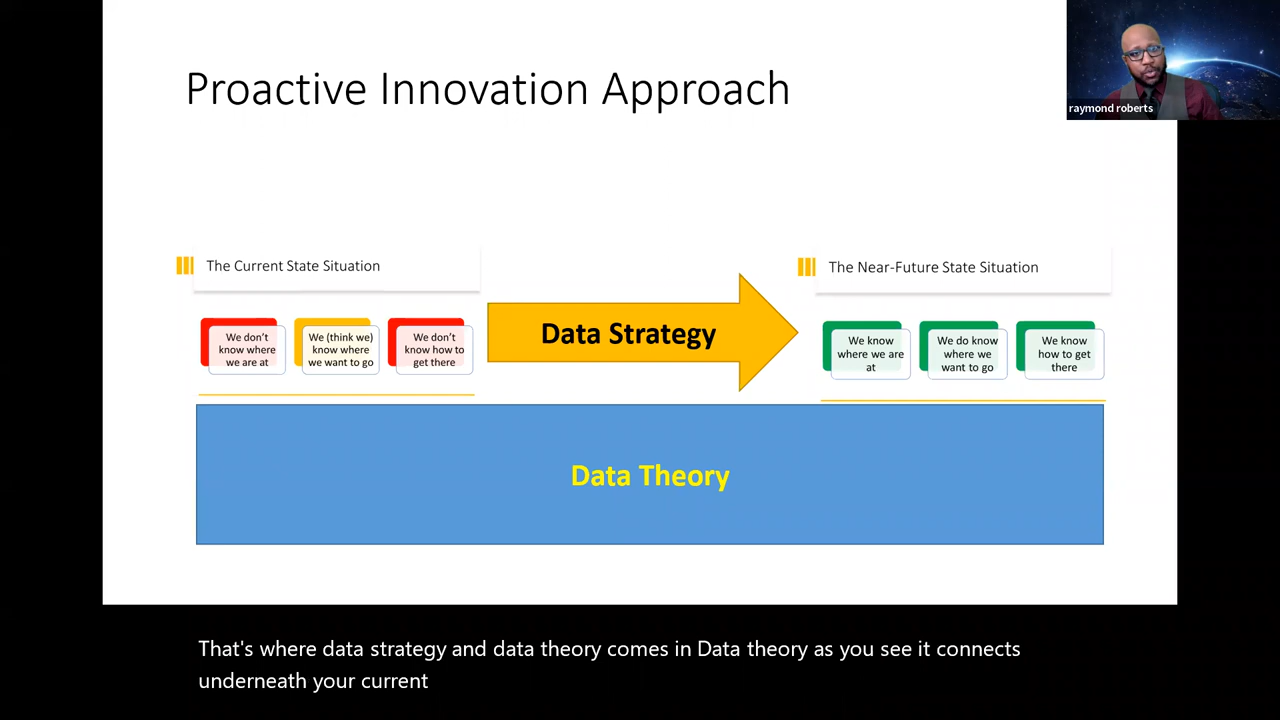 Proactive Innovation Approach
raymond roberts
The Current State Situation
We don't
know where
we are at
We (think we)
know where
we want to go
We don't
know how to
get there
Data Strategy
The Near-Future State Situation
We know
where we are
at
We do know
where we
want to go
We know
how to get
there
Data Theory
That's where data strategy and data theory comes in Data theory as you see it connects
underneath your current